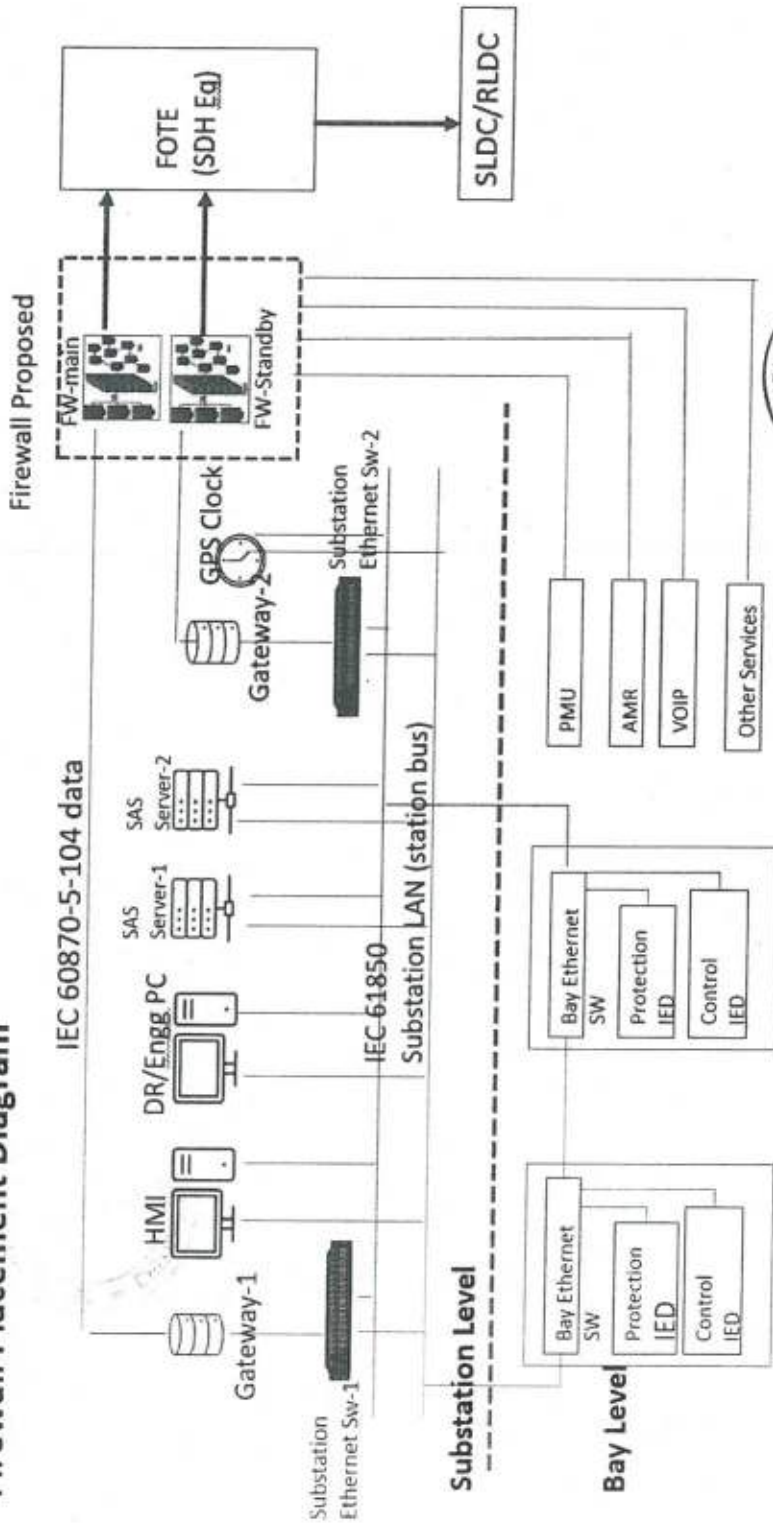 Firewall Placement Diagram
Firewall Proposed
IEC 60870-5-104 data
FW-main
FW-Standby
FOTE
(SDH Eq)
SLDC/RLDC
Gateway-1
HMI
DR/Engg PC
SAS
Server-1
SAS
Server-2
Gateway-2
GPS Clock
Substation
Ethernet Sw-1
Substation
Ethernet Sw-2
IEC 61850
Substation LAN (station bus)
Substation Level
Bay Level
Bay Ethernet
SW
Protection
IED
Control
IED
Bay Ethernet
SW
Protection
IED
Control
IED
PMU
AMR
VOIP
Other Services